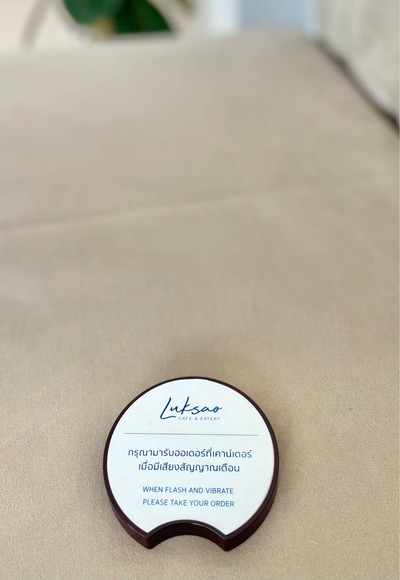 Luksao
CAFE & EATERY
กรุณามารับออเดอร์ที่เคาน์เตอร์
เมื่อมีเสียงสัญญาณเตือน
WHEN FLASH AND VIBRATE
PLEASE TAKE YOUR ORDER